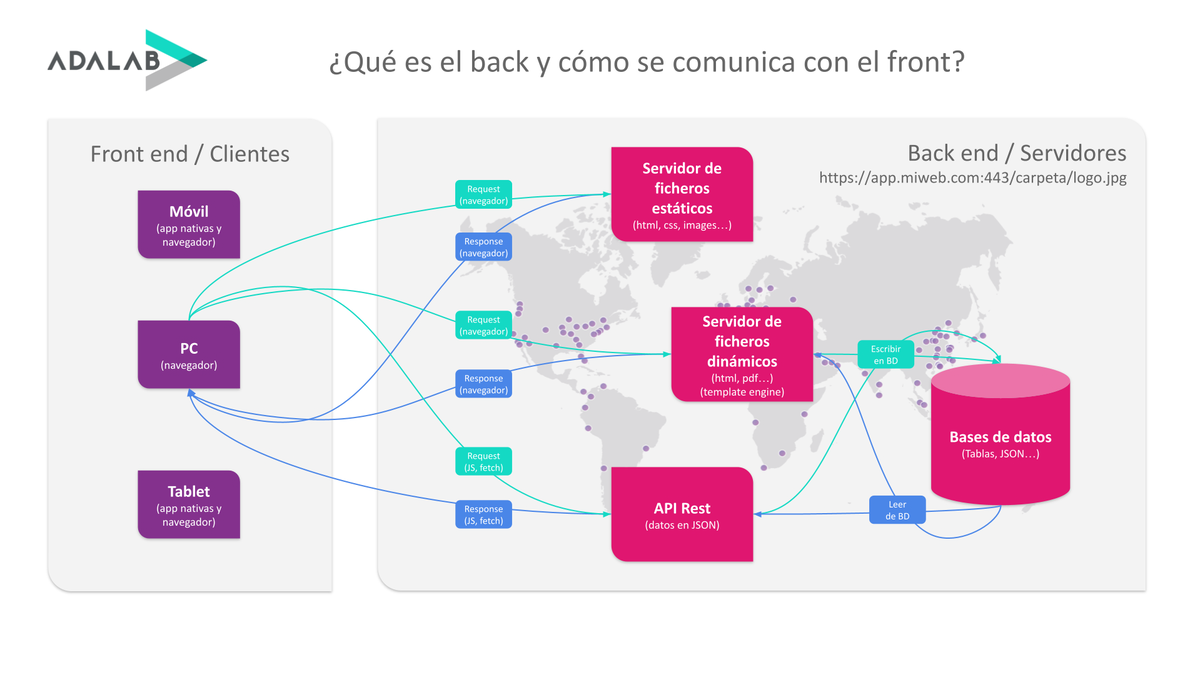 ADALAB
¿Qué es el back y cómo se comunica con el front?
Front end / Clientes
Móvil
(app nativas y
navegador)
PC
(navegador)
Tablet
(app nativas y
navegador)
Back end / Servidores
https://app.miweb.com:443/carpeta/logo.jpg
Request
(navegador)
Response
(navegador)
Request
(navegador)
Response
(navegador)
Request
(JS, fetch)
Response
(JS, fetch)
Servidor de
ficheros
estáticos
(html, css, images...)
Servidor de
ficheros
dinámicos
(html, pdf...)
(template engine)
API Rest
(datos en JSON)
Escribir
en BD
Leer
de BD
Bases de datos
(Tablas, JSON...)